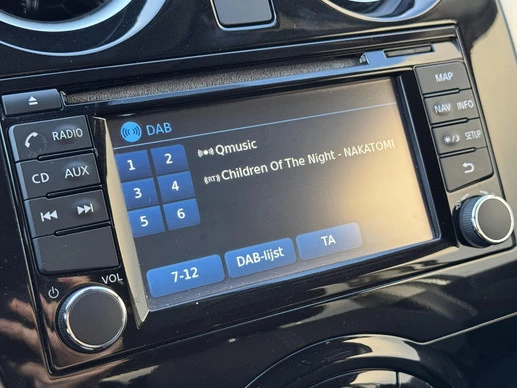 MAP
RADIO
NAV INFO
CD AUX
SETUP
VOL
DAB
1 2
3 4
5 6
Qmusic
RT Children Of The Night - NAKATOMI
7-12
DAB-lijst
TA